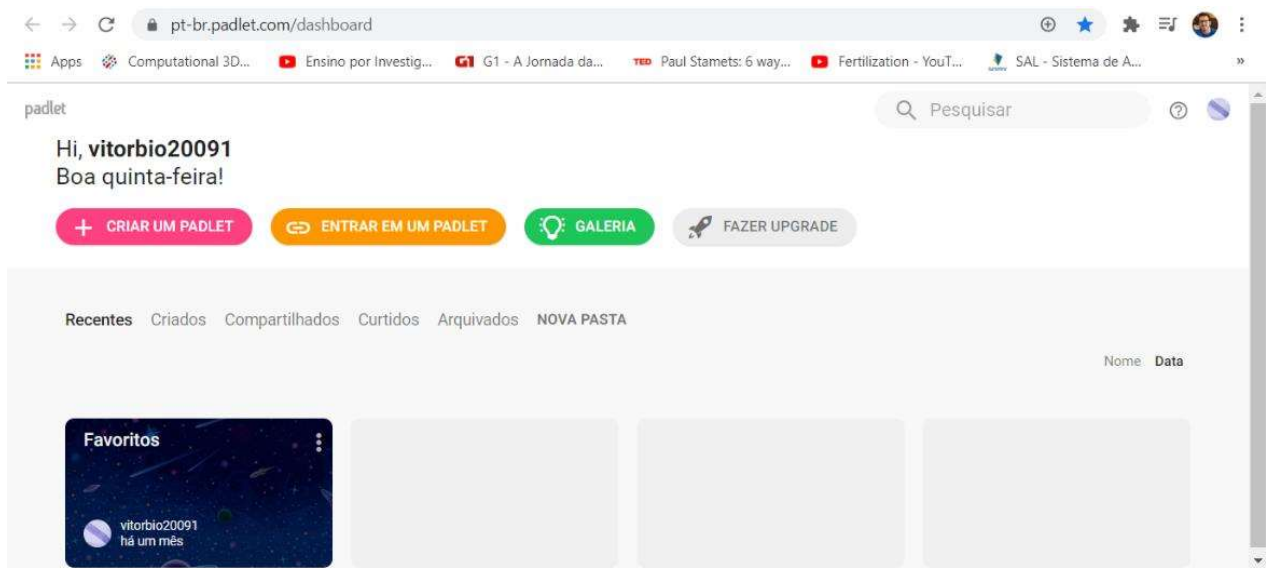 pt-br.padlet.com/dashboard
Apps Computational 3D... Ensino por Investig... G1 G1 - A Jornada da... TED Paul Stamets: 6 way... Fertilization - YouT... SAL - Sistema de A... »
padlet Pesquisar
Hi, vitorbio20091
Boa quinta-feira!
+ CRIAR UM PADLET ENTRAR EM UM PADLET GALERIA FAZER UPGRADE
Recentes Criados Compartilhados Curtidos Arquivados NOVA PASTA
Nome Data
Favoritos
vitorbio20091
há um mês